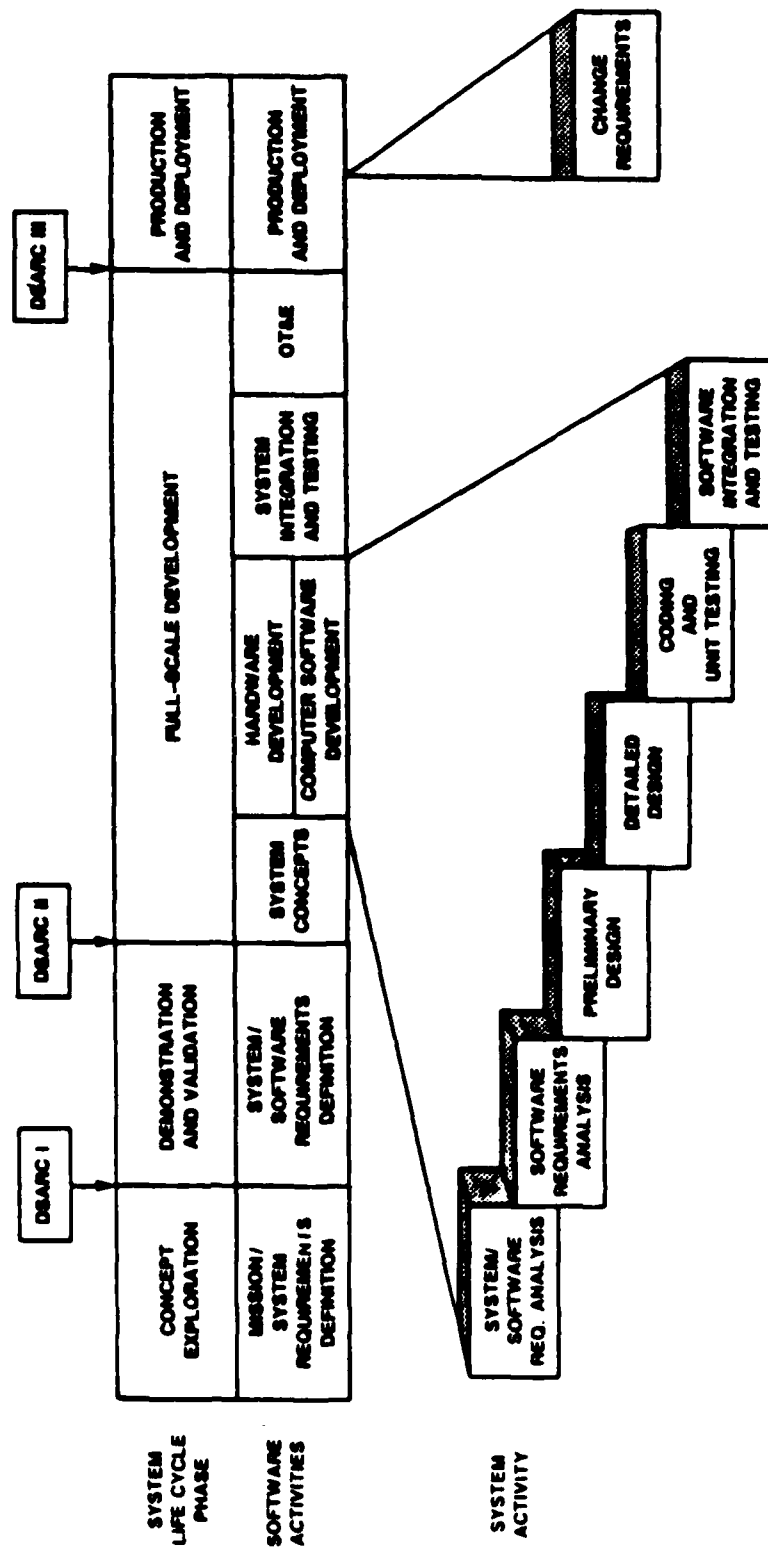 DSARC I
DSARC II
DSARC III
SYSTEM
LIFE CYCLE
PHASE
CONCEPT
EXPLORATION
DEMONSTRATION
AND VALIDATION
FULL-SCALE DEVELOPMENT
PRODUCTION
AND DEPLOYMENT
SOFTWARE
ACTIVITIES
MISSION/
SYSTEM
REQUIREMENTS
DEFINITION
SYSTEM/
SOFTWARE
REQUIREMENTS
DEFINITION
SYSTEM
CONCEPTS
HARDWARE
DEVELOPMENT
COMPUTER SOFTWARE
DEVELOPMENT
SYSTEM
INTEGRATION
AND TESTING
OT&E
PRODUCTION
AND DEPLOYMENT
SYSTEM
ACTIVITY
SYSTEM/
SOFTWARE
REQ. ANALYSIS
SOFTWARE
REQUIREMENTS
ANALYSIS
PRELIMINARY
DESIGN
DETAILED
DESIGN
CODING
AND
UNIT TESTING
SOFTWARE
INTEGRATION
AND TESTING
CHANGE
REQUIREMENTS